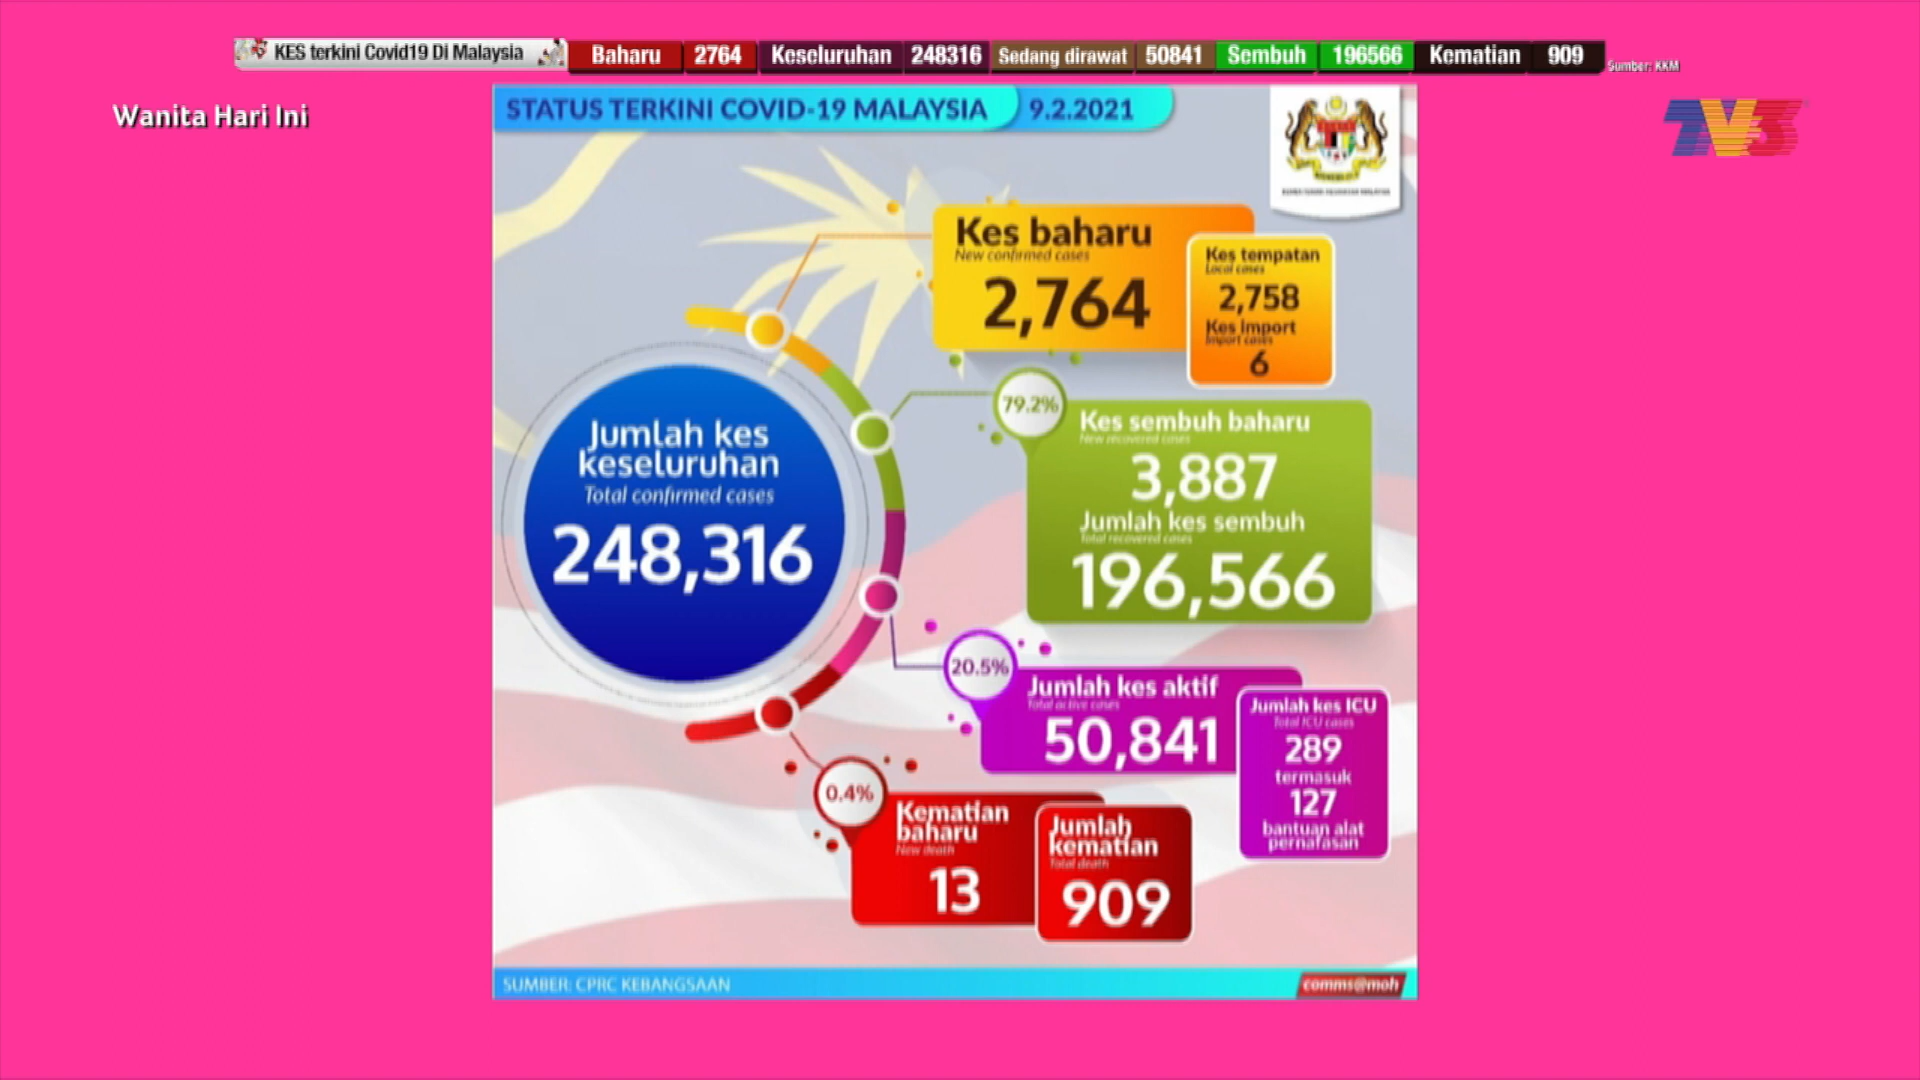 KES terkini Covid19 Di Malaysia Baharu 2764 Keseluruhan 248316 Sedang dirawat 50841 Sembuh 196566 Kematian 909
Sumber: KKM
Wanita Hari Ini
TV3
STATUS TERKINI COVID-19 MALAYSIA 9.2.2021
Kes baharu
New confirmed cases
2,764
Kes tempatan
Local cases
2,758
Kes import
Import cases
6
Jumlah kes
keseluruhan
Total confirmed cases
248,316
79.2%
Kes sembuh baharu
New recovered cases
3,887
Jumlah kes sembuh
Total recovered cases
196,566
20.5%
Jumlah kes aktif
Total active cases
50,841
Jumlah kes ICU
Total ICU cases
289
termasuk
127
bantuan alat
pernafasan
0.4%
Kematian
baharu
New death
13
Jumlah
kematian
Total death
909
SUMBER: CPRC KEBANGSAAN
comms@moh